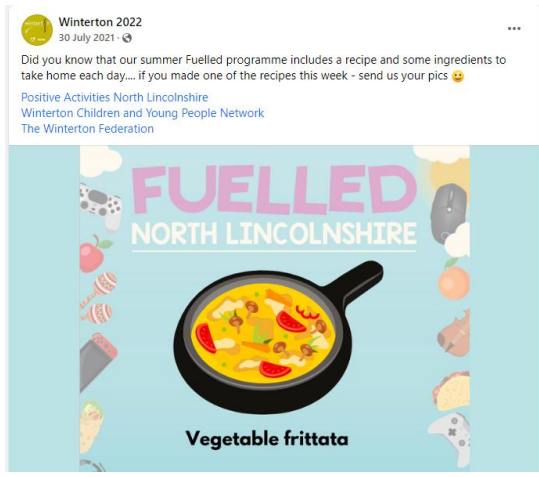 Winterton 2022
30 July 2021
Did you know that our summer Fuelled programme includes a recipe and some ingredients to
take home each day.... if you made one of the recipes this week - send us your pics 😀
Positive Activities North Lincolnshire
Winterton Children and Young People Network
The Winterton Federation
FUELLED
NORTH LINCOLNSHIRE
Vegetable frittata